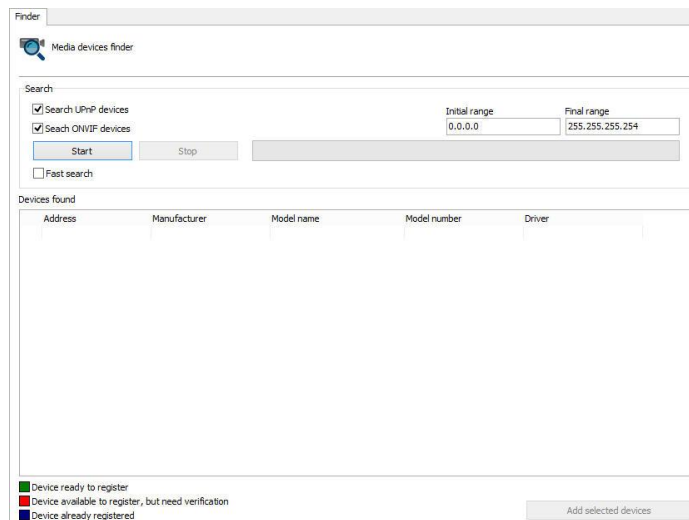 Finder
Media devices finder
Search
Search UPnP devices
Seach ONVIF devices
Initial range
Final range
0.0.0.0
255.255.255.254
Start
Stop
Fast search
Devices found
Address Manufacturer Model name Model number Driver
Device ready to register
Device available to register, but need verification
Device already registered
Add selected devices